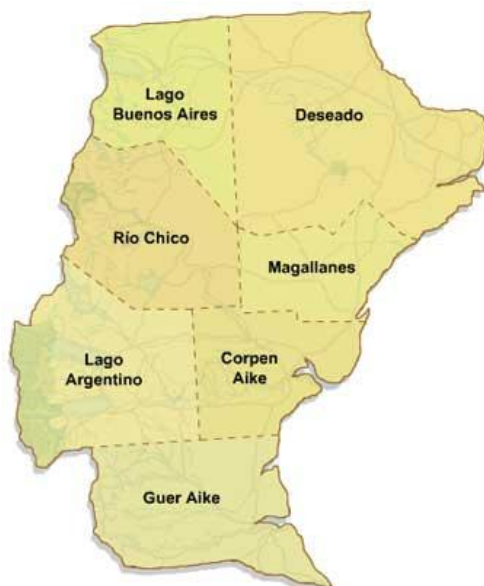 Lago
Buenos Aires
Deseado
Río Chico
Magallanes
Lago
Argentino
Corpen
Aike
Guer Aike